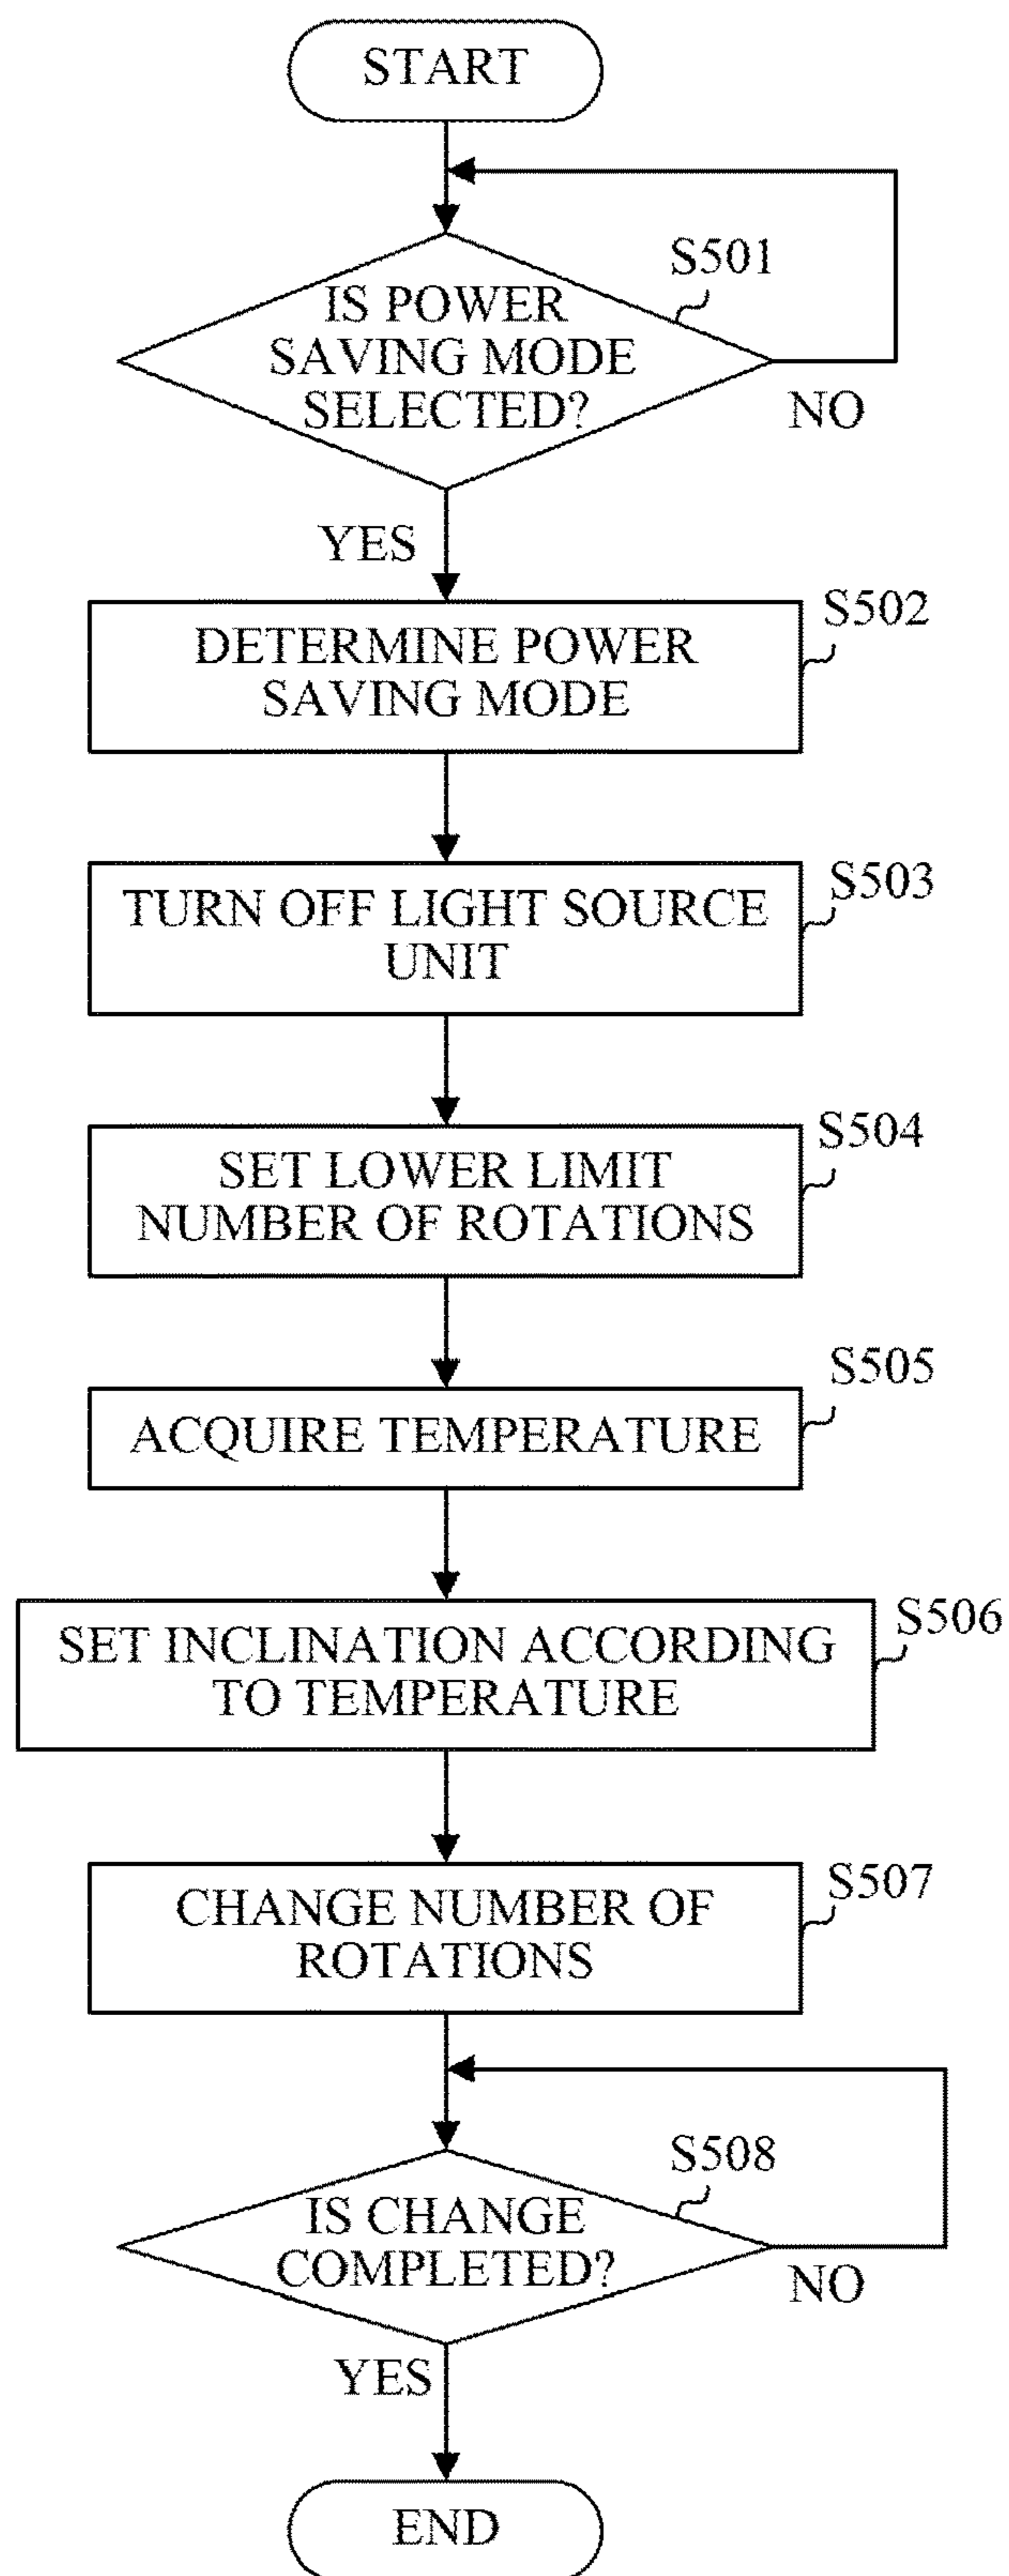 START
S501
IS POWER
SAVING MODE
SELECTED?
NO
YES
S502
DETERMINE POWER
SAVING MODE
S503
TURN OFF LIGHT SOURCE
UNIT
S504
SET LOWER LIMIT
NUMBER OF ROTATIONS
S505
ACQUIRE TEMPERATURE
S506
SET INCLINATION ACCORDING
TO TEMPERATURE
S507
CHANGE NUMBER OF
ROTATIONS
S508
IS CHANGE
COMPLETED?
NO
YES
END